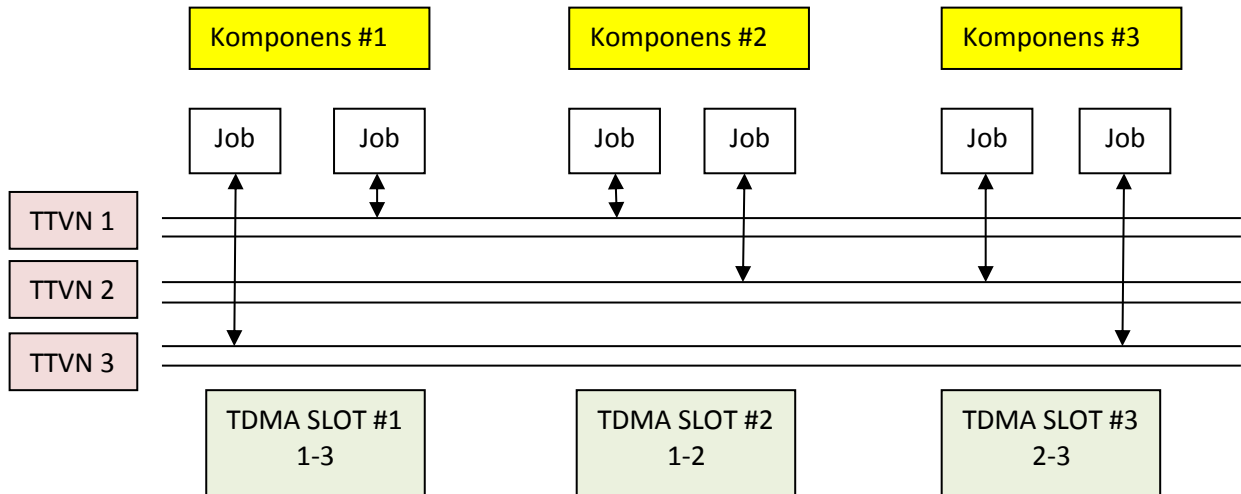 Komponens #1
Komponens #2
Komponens #3
Job
Job
Job
Job
Job
Job
TTVN 1
TTVN 2
TTVN 3
TDMA SLOT #1
1-3
TDMA SLOT #2
1-2
TDMA SLOT #3
2-3